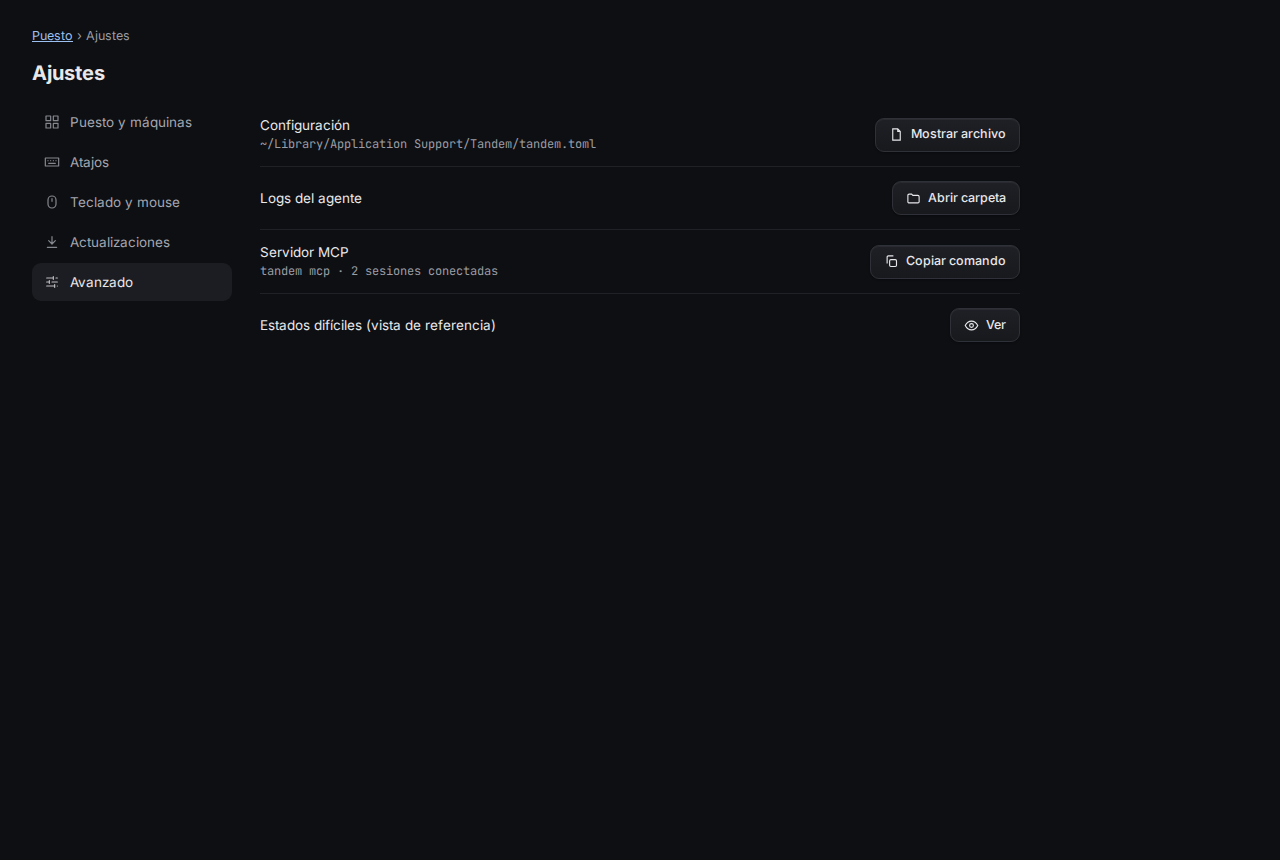 Puesto › Ajustes
Ajustes
Puesto y máquinas
Atajos
Teclado y mouse
Actualizaciones
Avanzado
Configuración
~/Library/Application Support/Tandem/tandem.toml
Mostrar archivo
Logs del agente
Abrir carpeta
Servidor MCP
tandem mcp · 2 sesiones conectadas
Copiar comando
Estados difíciles (vista de referencia)
Ver